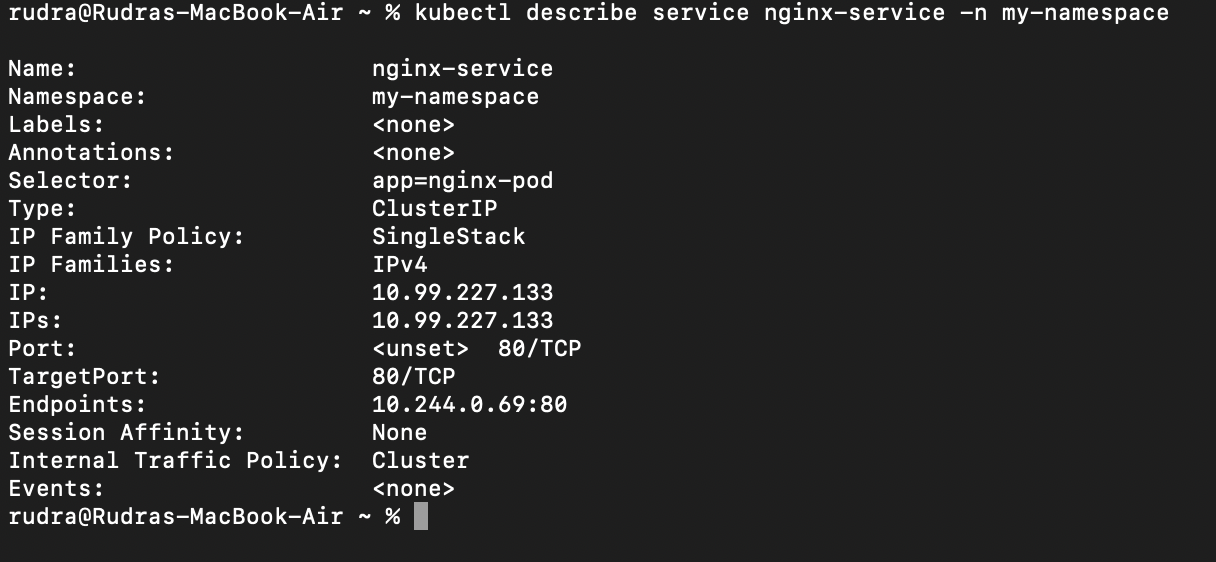 rudra@Rudras-MacBook-Air ~ % kubectl describe service nginx-service -n my-namespace
Name: nginx-service
Namespace: my-namespace
Labels: <none>
Annotations: <none>
Selector: app=nginx-pod
Type: ClusterIP
IP Family Policy: SingleStack
IP Families: IPv4
IP: 10.99.227.133
IPs: 10.99.227.133
Port: <unset> 80/TCP
TargetPort: 80/TCP
Endpoints: 10.244.0.69:80
Session Affinity: None
Internal Traffic Policy: Cluster
Events: <none>
rudra@Rudras-MacBook-Air ~ %